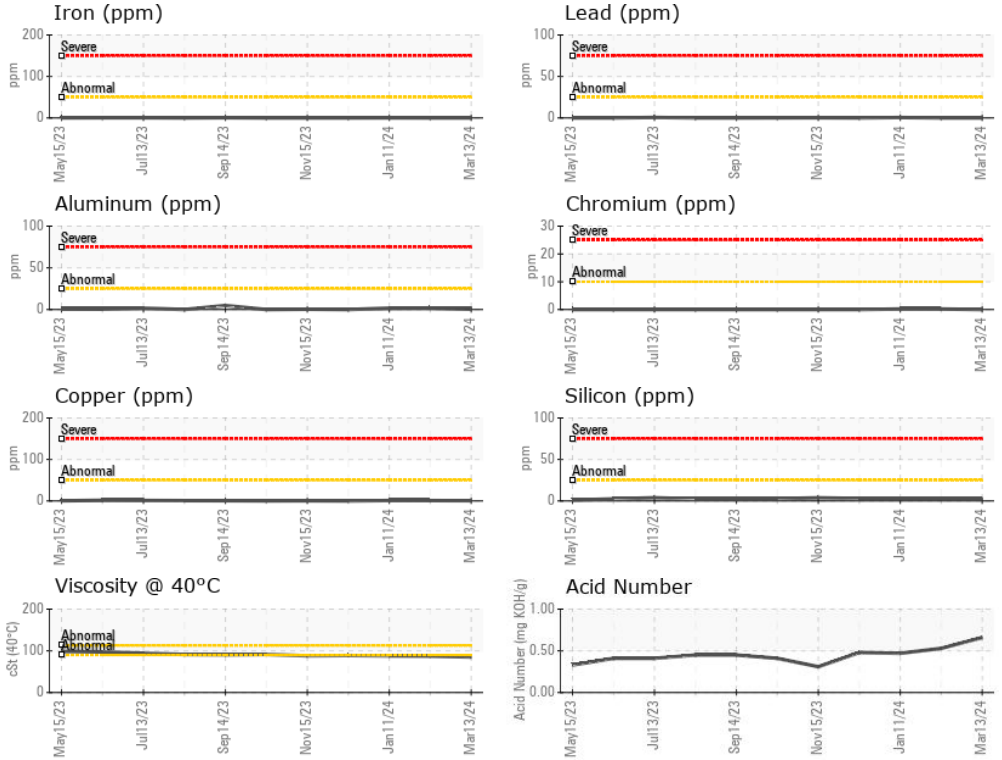 Iron (ppm)
200
100
0
ppm
Severe
Abnormal
May15/23
Jul13/23
Sep14/23
Nov15/23
Jan11/24
Mar13/24
Lead (ppm)
100
50
0
ppm
Severe
Abnormal
May15/23
Jul13/23
Sep14/23
Nov15/23
Jan11/24
Mar13/24
Aluminum (ppm)
100
50
0
ppm
Severe
Abnormal
May15/23
Jul13/23
Sep14/23
Nov15/23
Jan11/24
Mar13/24
Chromium (ppm)
30
20
10
0
ppm
Severe
Abnormal
May15/23
Jul13/23
Sep14/23
Nov15/23
Jan11/24
Mar13/24
Copper (ppm)
200
100
0
ppm
Severe
Abnormal
May15/23
Jul13/23
Sep14/23
Nov15/23
Jan11/24
Mar13/24
Silicon (ppm)
100
50
0
ppm
Severe
Abnormal
May15/23
Jul13/23
Sep14/23
Nov15/23
Jan11/24
Mar13/24
Viscosity @ 40°C
200
100
0
cSt (40°C)
Abnormal
Abnormal
May15/23
Jul13/23
Sep14/23
Nov15/23
Jan11/24
Mar13/24
Acid Number
1.00
0.50
0.00
Acid Number (mg KOH/g)
May15/23
Jul13/23
Sep14/23
Nov15/23
Jan11/24
Mar13/24